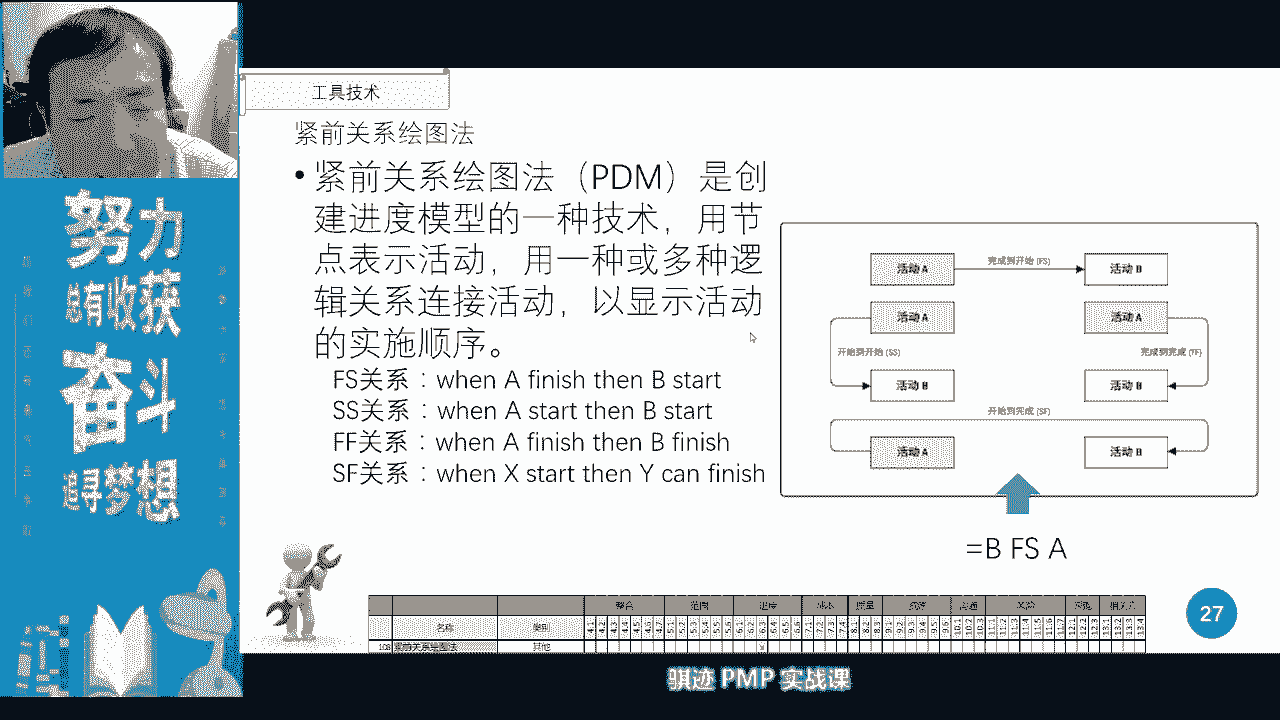 努力
总有收获
奋斗
追寻梦想
工具技术
紧前关系绘图法
• 紧前关系绘图法（PDM）是创
建进度模型的一种技术，用节
点表示活动，用一种或多种逻
辑关系连接活动，以显示活动
的实施顺序。
FS关系：when A finish then B start
SS关系：when A start then B start
FF关系：when A finish then B finish
SF关系：when X start then Y can finish
活动 A
完成到开始 (FS)
活动 B
活动 A
活动 A
开始到开始 (SS)
完成到完成 (FF)
活动 B
活动 B
开始到完成 (SF)
活动 A
活动 B
=B FS A
整合 范围 进度 成本 质量 资源 沟通 风险 采购 相关方
名称 类别
108 紧前关系绘图法 其他
27
骐迹 PMP 实战课